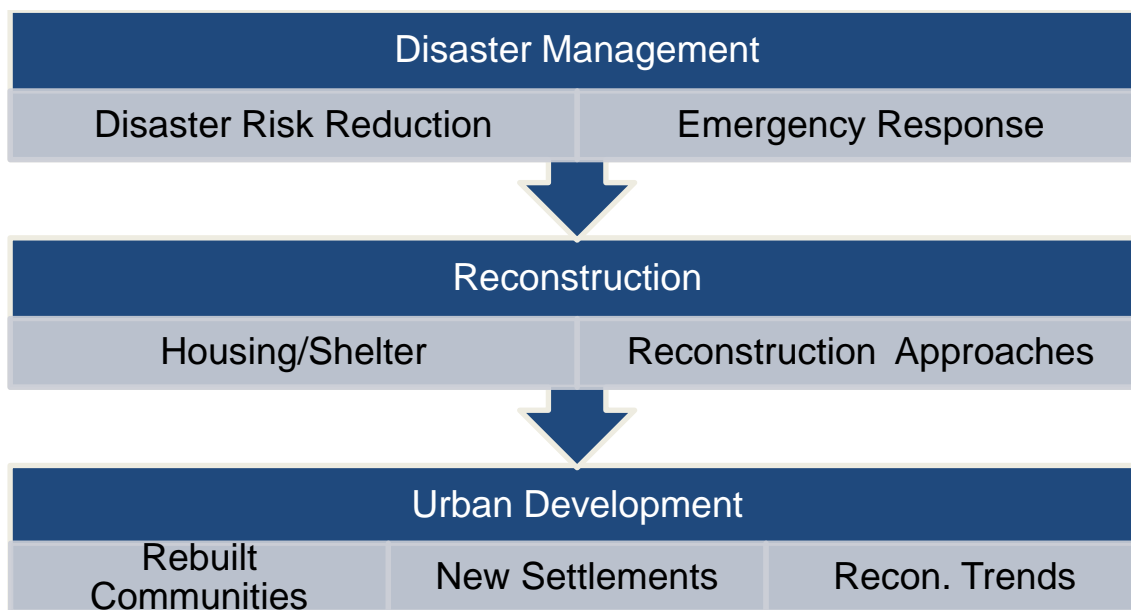 Disaster Management
Disaster Risk Reduction
Emergency Response
Reconstruction
Housing/Shelter
Reconstruction Approaches
Urban Development
Rebuilt
Communities
New Settlements
Recon. Trends